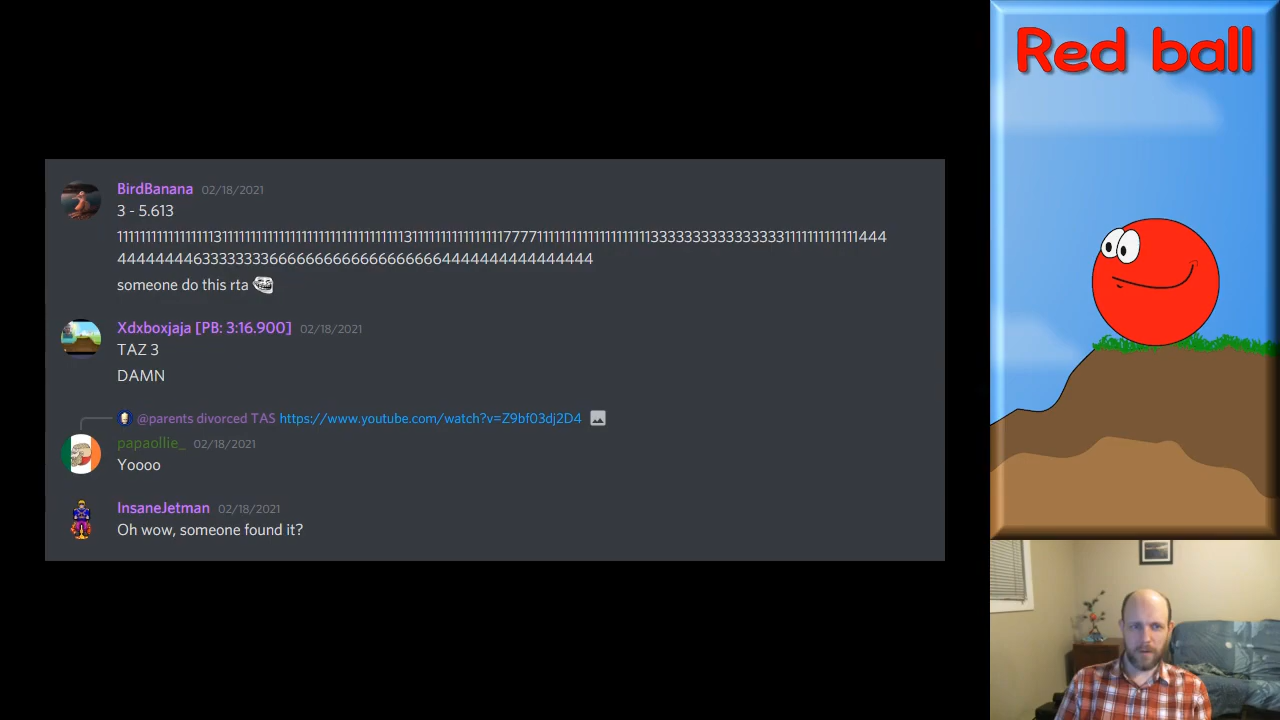 Red ball
BirdBanana 02/18/2021
3 - 5.613
11111111111111111113111111111111111111111111111111111111311111111111111111177771111111111111111111111333333333333333333111111111111111444
44444444463333333336666666666666666666444444444444444444
someone do this rta
Xdxboxjaja [PB: 3:16.900] 02/18/2021
TAZ 3
DAMN
@parents divorced TAS https://www.youtube.com/watch?v=Z9bf03dj2D4
papaollie_ 02/18/2021
Yoooo
InsaneJetman 02/18/2021
Oh wow, someone found it?